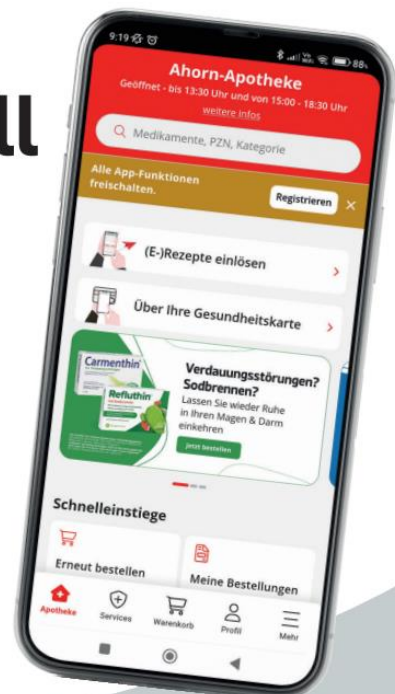 ll
9:19
88%
Ahorn-Apotheke
Geöffnet - bis 13:30 Uhr und von 15:00 - 18:30 Uhr
weitere Infos
Medikamente, PZN, Kategorie
Alle App-Funktionen
freischalten.
Registrieren
(E-)Rezepte einlösen
Über Ihre Gesundheitskarte
Carmenthin®
Refluthin®
Verdauungsstörungen?
Sodbrennen?
Lassen Sie wieder Ruhe
in Ihren Magen & Darm
einkehren
Jetzt bestellen
Schnelleinstiege
Erneut bestellen
Meine Bestellungen
Apotheke
Services
Warenkorb
Profil
Mehr